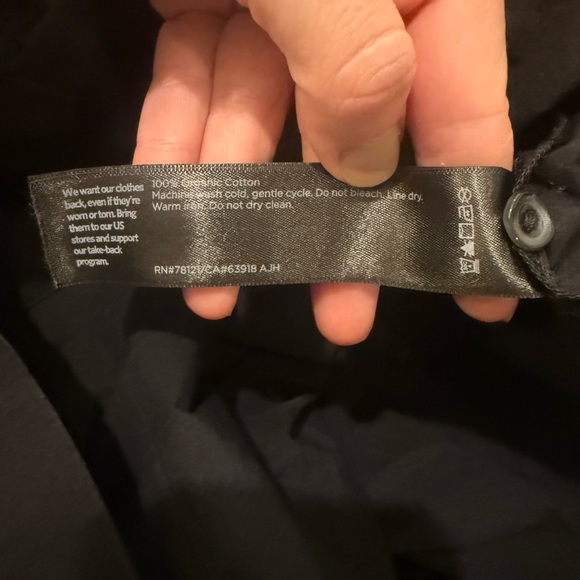 We want our clothes
back, even if they're
worn or torn. Bring
them to our US
stores and support
our take-back
program.
100% Organic Cotton
Machine wash cold, gentle cycle. Do not bleach. Line dry.
Warm iron. Do not dry clean.
RN#78121/CA#63918 AJH